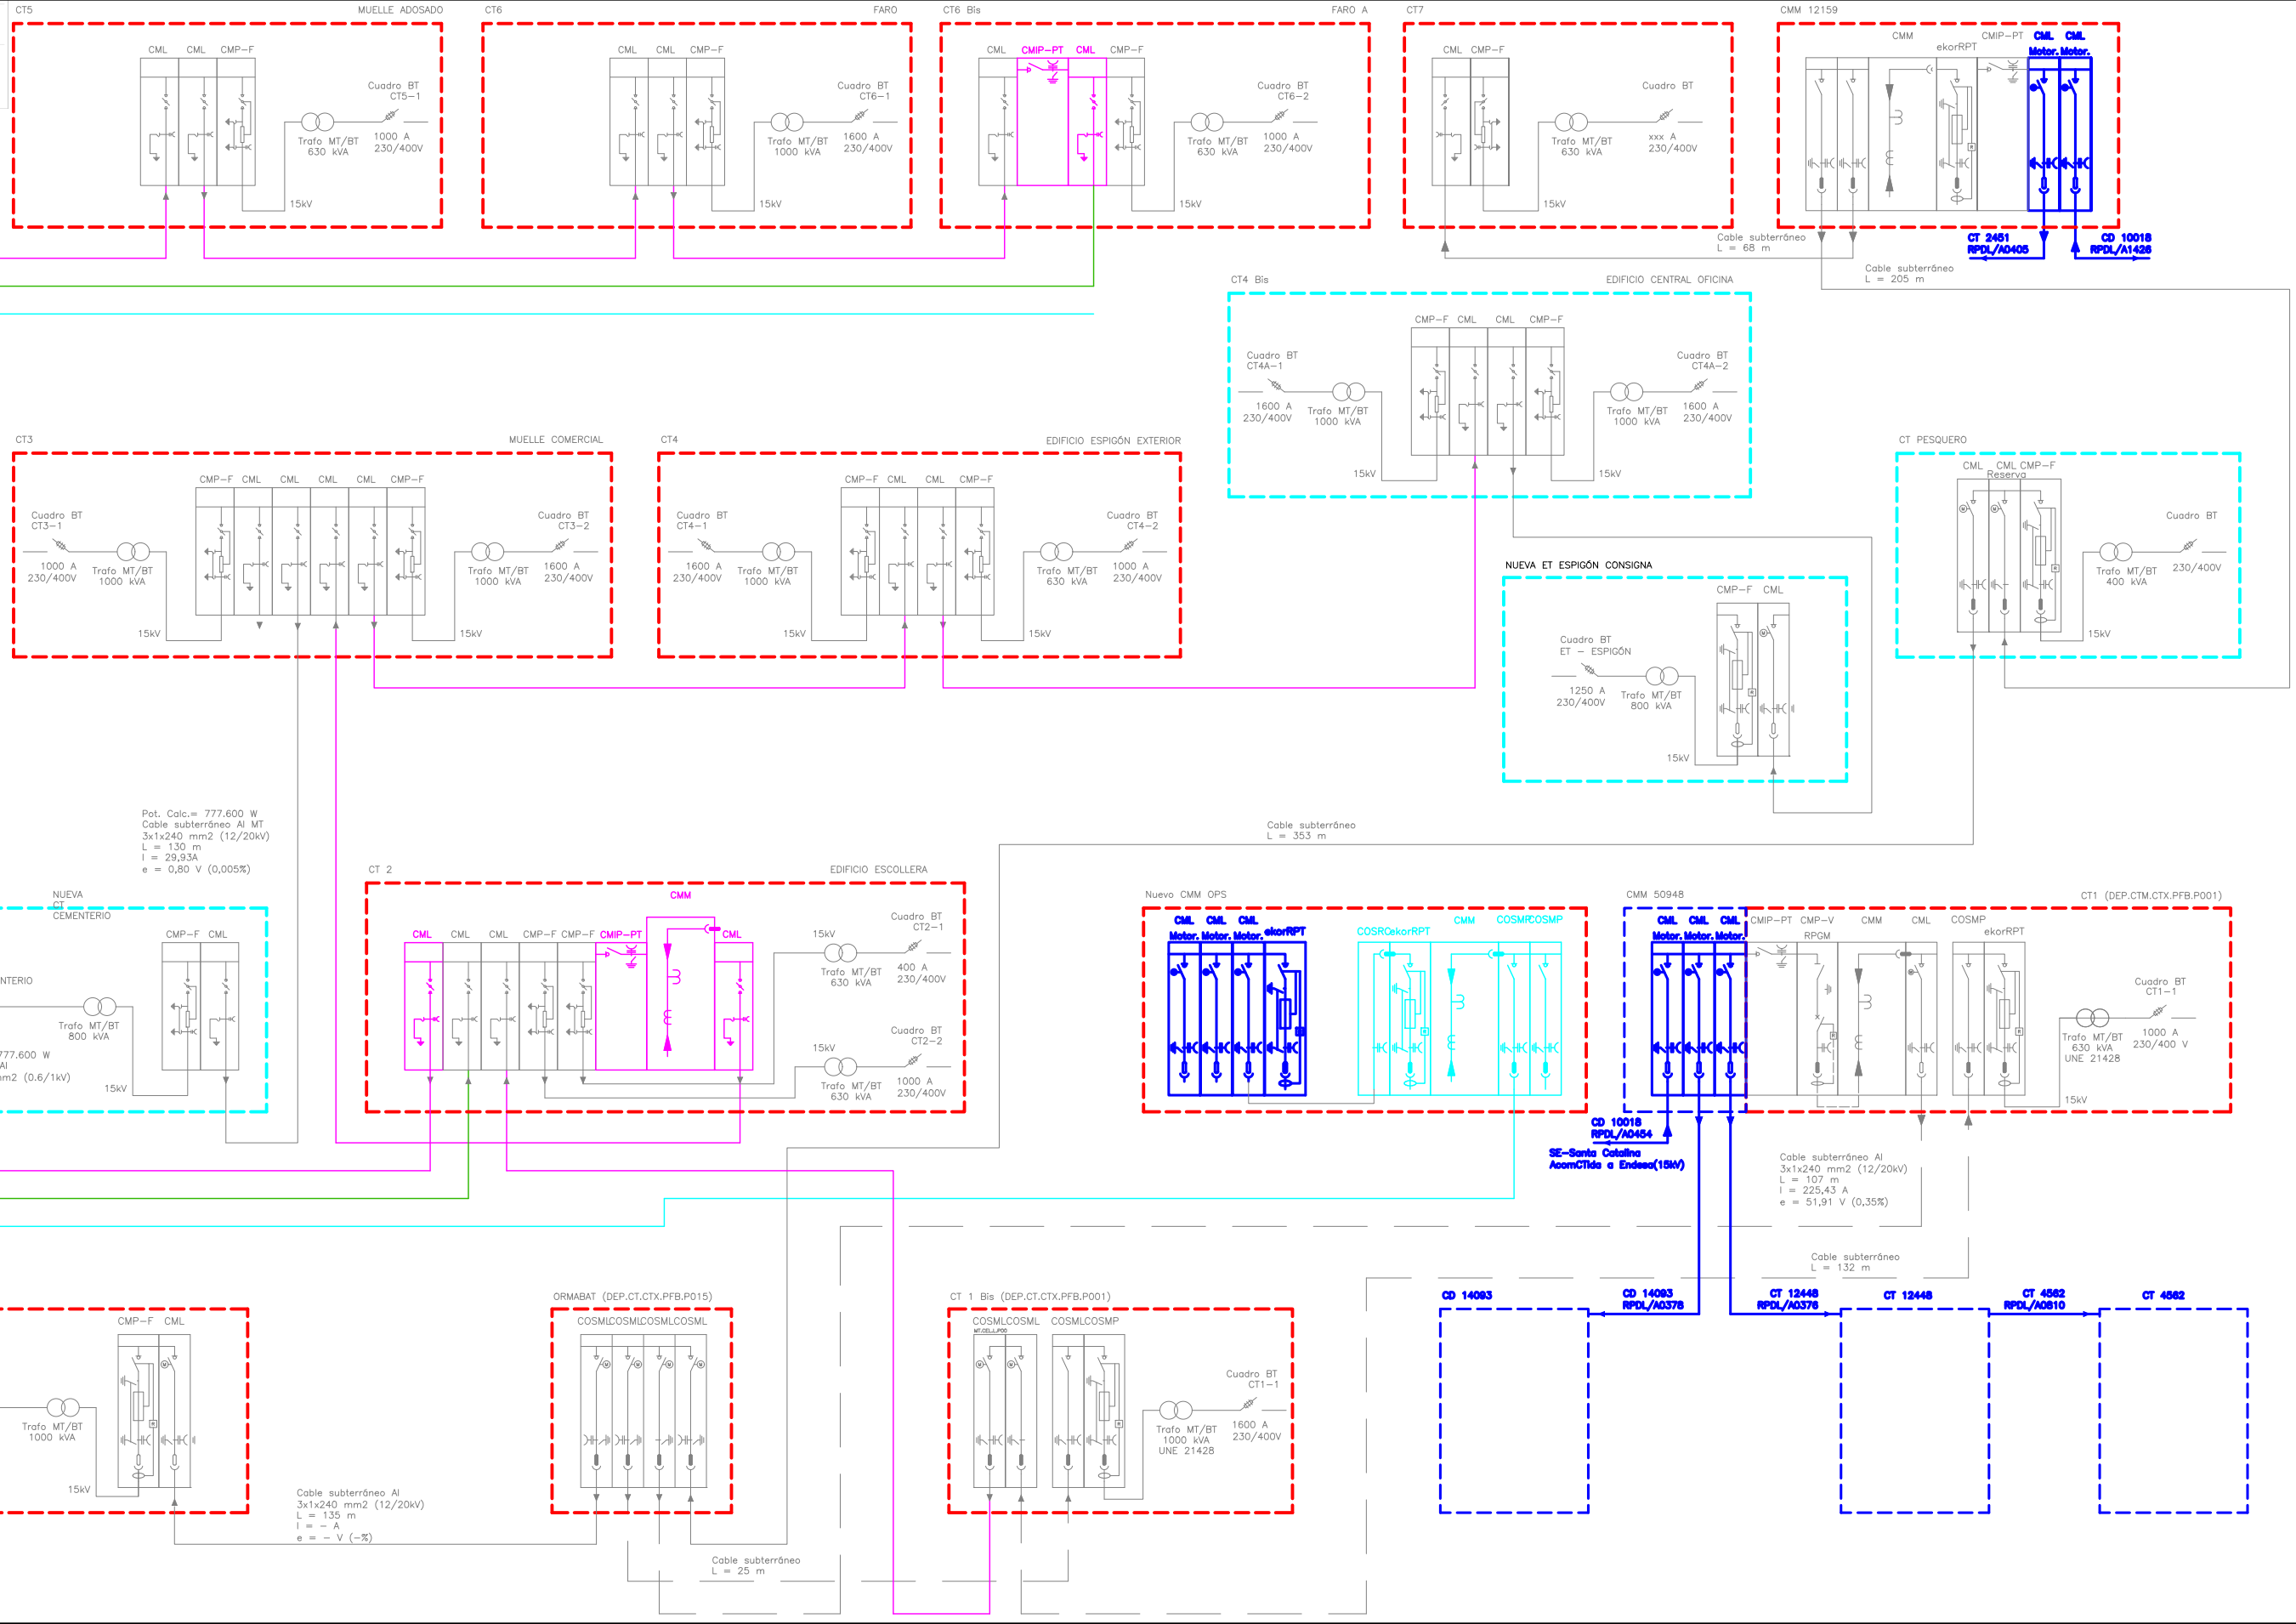 CT5
MUELLE ADOSADO
CML CML CMP-F
Cuadro BT
CT5-1
Trafo MT/BT
630 kVA
1000 A
230/400V
15kV
CT6
FARO
CML CML CMP-F
Cuadro BT
CT6-1
Trafo MT/BT
1000 kVA
1600 A
230/400V
15kV
CT6 Bis
FARO A
CML CMIP-PT CML CMP-F
Cuadro BT
CT6-2
Trafo MT/BT
630 kVA
1000 A
230/400V
15kV
CT7
CML CMP-F
Cuadro BT
Trafo MT/BT
630 kVA
xxx A
230/400V
15kV
CMM 12159
CMM
ekorRPT
CMIP-PT
CML CML
Motor. Motor.
Cable subterráneo
L = 68 m
CT 2451
RPDL/A0405
CD 10018
RPDL/A1426
Cable subterráneo
L = 205 m
CT4 Bis
EDIFICIO CENTRAL OFICINA
CMP-F CML CML CMP-F
Cuadro BT
CT4A-1
1600 A
230/400V
Trafo MT/BT
1000 kVA
15kV
Cuadro BT
CT4A-2
Trafo MT/BT
1000 kVA
1600 A
230/400V
15kV
CT3
MUELLE COMERCIAL
CMP-F CML CML CML CML CMP-F
Cuadro BT
CT3-1
1000 A
230/400V
Trafo MT/BT
1000 kVA
15kV
Cuadro BT
CT3-2
Trafo MT/BT
1000 kVA
1600 A
230/400V
15kV
CT4
EDIFICIO ESPIGÓN EXTERIOR
CMP-F CML CML CMP-F
Cuadro BT
CT4-1
1600 A
230/400V
Trafo MT/BT
1000 kVA
15kV
Cuadro BT
CT4-2
Trafo MT/BT
630 kVA
1000 A
230/400V
15kV
CT PESQUERO
CML CML CMP-F
Reserva
M M
Cuadro BT
Trafo MT/BT
400 kVA
230/400V
15kV
NUEVA ET ESPIGÓN CONSIGNA
CMP-F CML
M
Cuadro BT
ET - ESPIGÓN
1250 A
230/400V
Trafo MT/BT
800 kVA
15kV
Pot. Calc.= 777.600 W
Cable subterráneo Al MT
3x1x240 mm2 (12/20kV)
L = 130 m
I = 29,93A
e = 0,80 V (0,005%)
Cable subterráneo
L = 353 m
NUEVA
CT
CEMENTERIO
CMP-F CML
NTERIO
Trafo MT/BT
800 kVA
777.600 W
Al
mm2 (0.6/1kV)
15kV
CT 2
EDIFICIO ESCOLLERA
CMM
CML CML CML CMP-F CMP-F CMIP-PT CML
15kV
Cuadro BT
CT2-1
Trafo MT/BT
630 kVA
400 A
230/400V
15kV
Cuadro BT
CT2-2
Trafo MT/BT
630 kVA
1000 A
230/400V
Nuevo CMM OPS
CML CML CML
Motor. Motor. Motor. ekorRPT
COSRC ekorRPT
CMM
COSMP COSMP
CMM 50948
CML CML CML
Motor. Motor. Motor.
CT1 (DEP.CTM.CTX.PFB.P001)
CMIP-PT CMP-V CMM CML COSMP
RPGM
ekorRPT
Cuadro BT
CT1-1
Trafo MT/BT
630 kVA
UNE 21428
1000 A
230/400 V
15kV
CD 10018
RPDL/A0454
SE-Santa Catalina
AcomCTida a Endesa(15kV)
Cable subterráneo Al
3x1x240 mm2 (12/20kV)
L = 107 m
I = 225,43 A
e = 51,91 V (0,35%)
Cable subterráneo
L = 132 m
CMP-F CML
M
Trafo MT/BT
1000 kVA
15kV
Cable subterráneo Al
3x1x240 mm2 (12/20kV)
L = 135 m
I = - A
e = - V (-%)
ORMABAT (DEP.CT.CTX.PFB.P015)
COSML COSML COSML COSML
M M M M
Cable subterráneo
L = 25 m
CT 1 Bis (DEP.CT.CTX.PFB.P001)
COSML COSML COSML COSMP
M M
Cuadro BT
CT1-1
Trafo MT/BT
1000 kVA
UNE 21428
1600 A
230/400V
15kV
CD 14093
CD 14093
RPDL/A0378
CT 12448
RPDL/A0376
CT 12448
CT 4562
RPDL/A0810
CT 4562